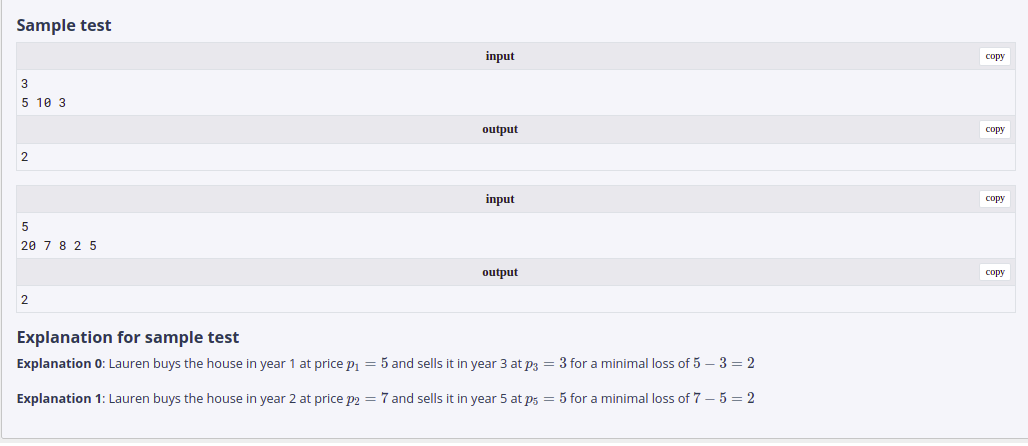 Sample test
input
copy
3
5 10 3
output
copy
2
input
copy
5
20 7 8 2 5
output
copy
2
Explanation for sample test
Explanation 0: Lauren buys the house in year 1 at price p₁ = 5 and sells it in year 3 at p₃ = 3 for a minimal loss of 5 − 3 = 2
Explanation 1: Lauren buys the house in year 2 at price p₂ = 7 and sells it in year 5 at p₅ = 5 for a minimal loss of 7 − 5 = 2